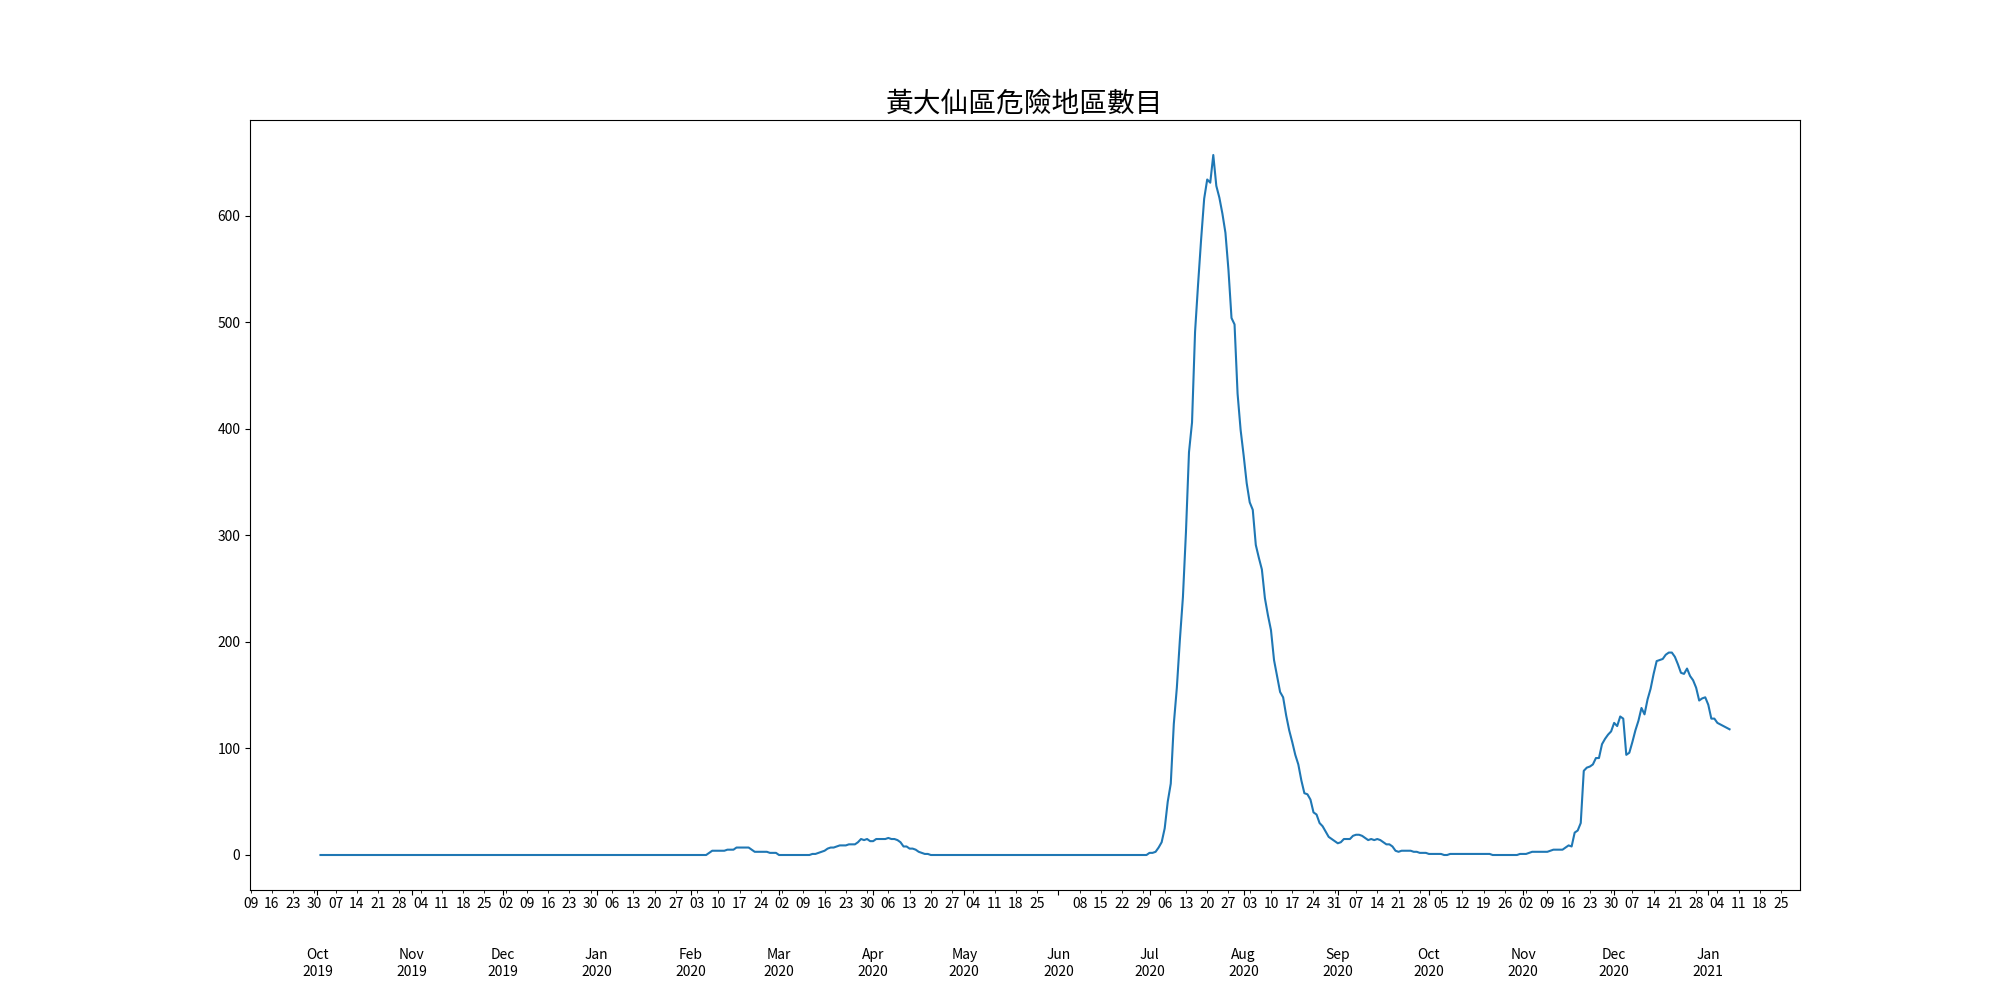 黃大仙區危險地區數目
600
500
400
300
200
100
0
09 16 23 30 07 14 21 28 04 11 18 25 02 09 16 23 30 06 13 20 27 03 10 17 24 02 09 16 23 30 06 13 20 27 04 11 18 25 08 15 22 29 06 13 20 27 03 10 17 24 31 07 14 21 28 05 12 19 26 02 09 16 23 30 07 14 21 28 04 11 18 25
Oct Nov Dec Jan Feb Mar Apr May Jun Jul Aug Sep Oct Nov Dec Jan
2019 2019 2019 2020 2020 2020 2020 2020 2020 2020 2020 2020 2020 2020 2020 2021